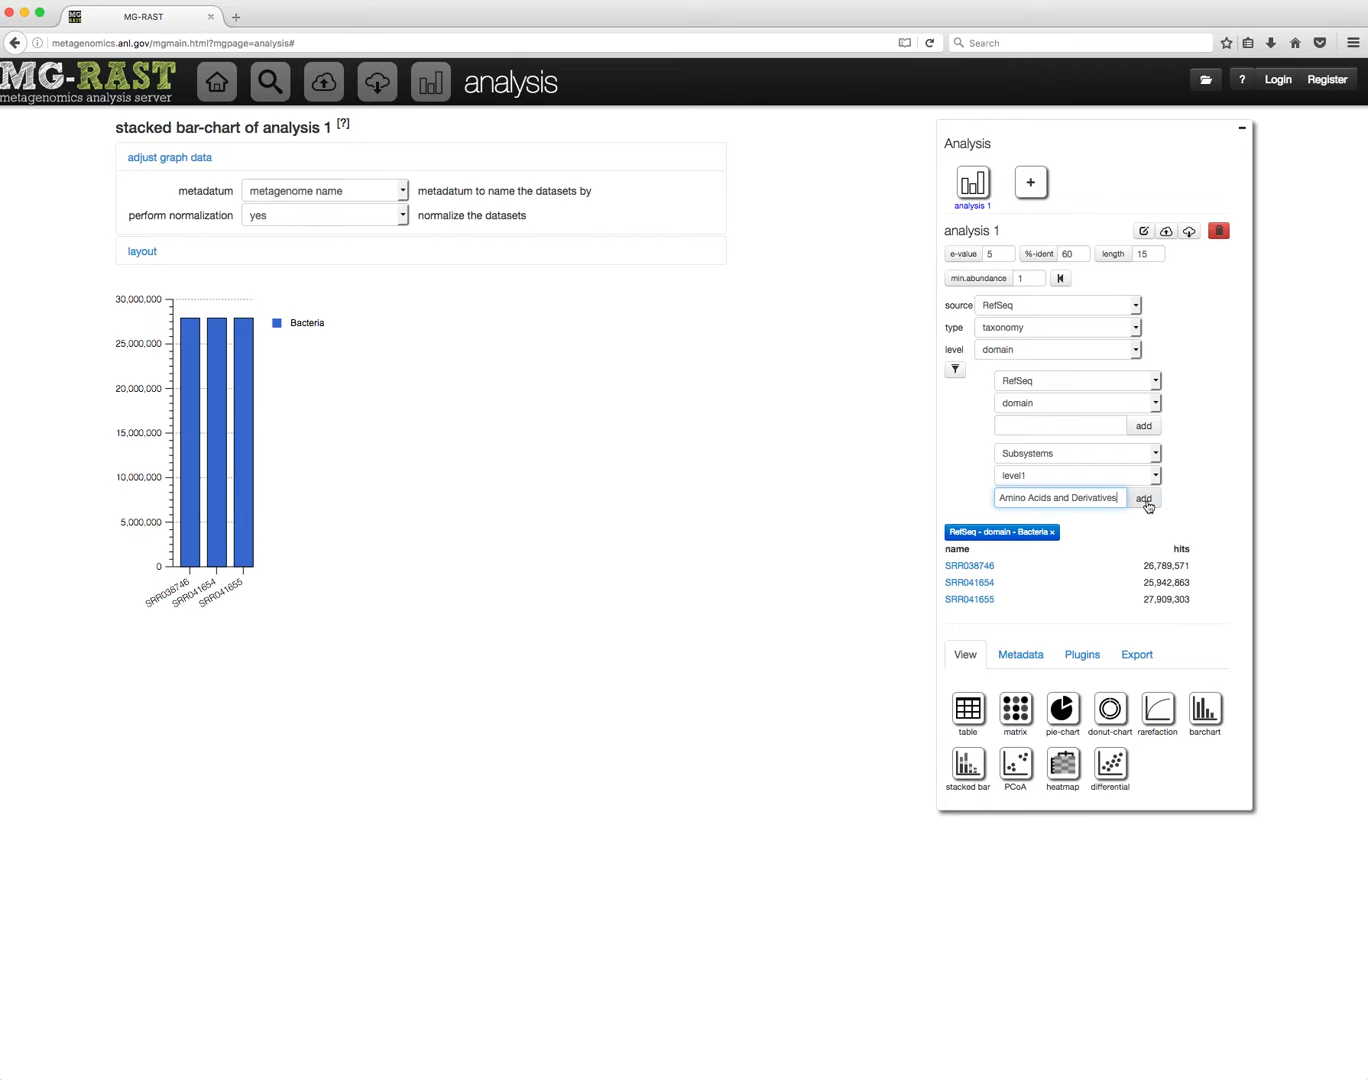 MG-RAST
metagenomics.anl.gov/mgmain.html?mgpage=analysis#
Search
MG-RAST
metagenomics analysis server
analysis
?
Login
Register
stacked bar-chart of analysis 1 [?]
adjust graph data
metadatum
metagenome name
metadatum to name the datasets by
perform normalization
yes
normalize the datasets
layout
30,000,000
25,000,000
20,000,000
15,000,000
10,000,000
5,000,000
0
Bacteria
SRR038746
SRR041654
SRR041655
Analysis
+
analysis 1
analysis 1
e-value 5 %-ident 60 length 15
min.abundance 1
source RefSeq
type taxonomy
level domain
RefSeq
domain
add
Subsystems
level1
Amino Acids and Derivatives add
RefSeq - domain - Bacteria ×
name hits
SRR038746 26,789,571
SRR041654 25,942,863
SRR041655 27,909,303
View Metadata Plugins Export
table matrix pie-chart donut-chart rarefaction barchart
stacked bar PCoA heatmap differential